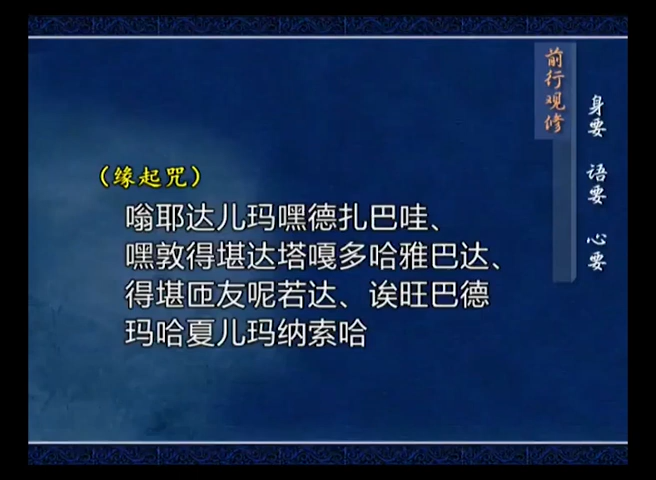 前行观修
身要 语要 心要
（缘起咒）
嗡耶达儿玛嘿德扎巴哇、
嘿敦得堪达塔嘎多哈雅巴达、
得堪匝友呢若达、诶旺巴德
玛哈夏儿玛纳索哈